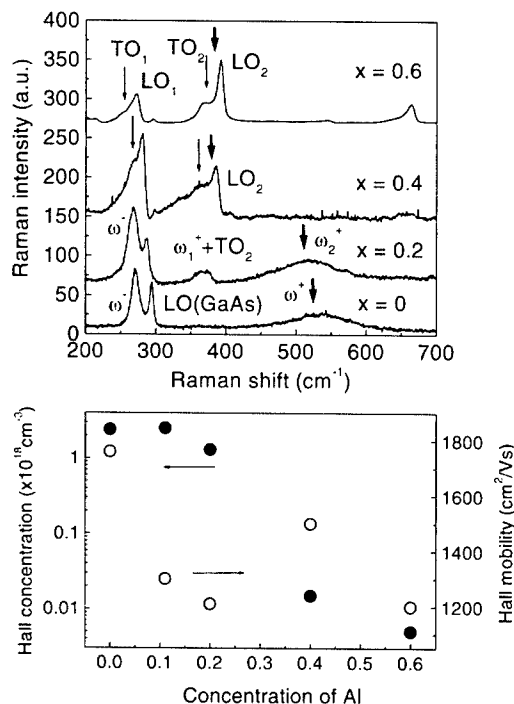 400
350
300
250
200
150
100
50
0
Raman intensity (a.u.)
TO₁
LO₁
TO₂
LO₂
x = 0.6
LO₂
x = 0.4
ω⁻
ω₁⁺+TO₂
ω₂⁺
x = 0.2
ω⁻
LO(GaAs)
ω⁺
x = 0
200 300 400 500 600 700
Raman shift (cm⁻¹)
Hall concentration (x10¹⁸cm⁻³)
1
0.1
0.01
1800
1600
1400
1200
Hall mobility (cm²/Vs)
0.0 0.1 0.2 0.3 0.4 0.5 0.6
Concentration of Al